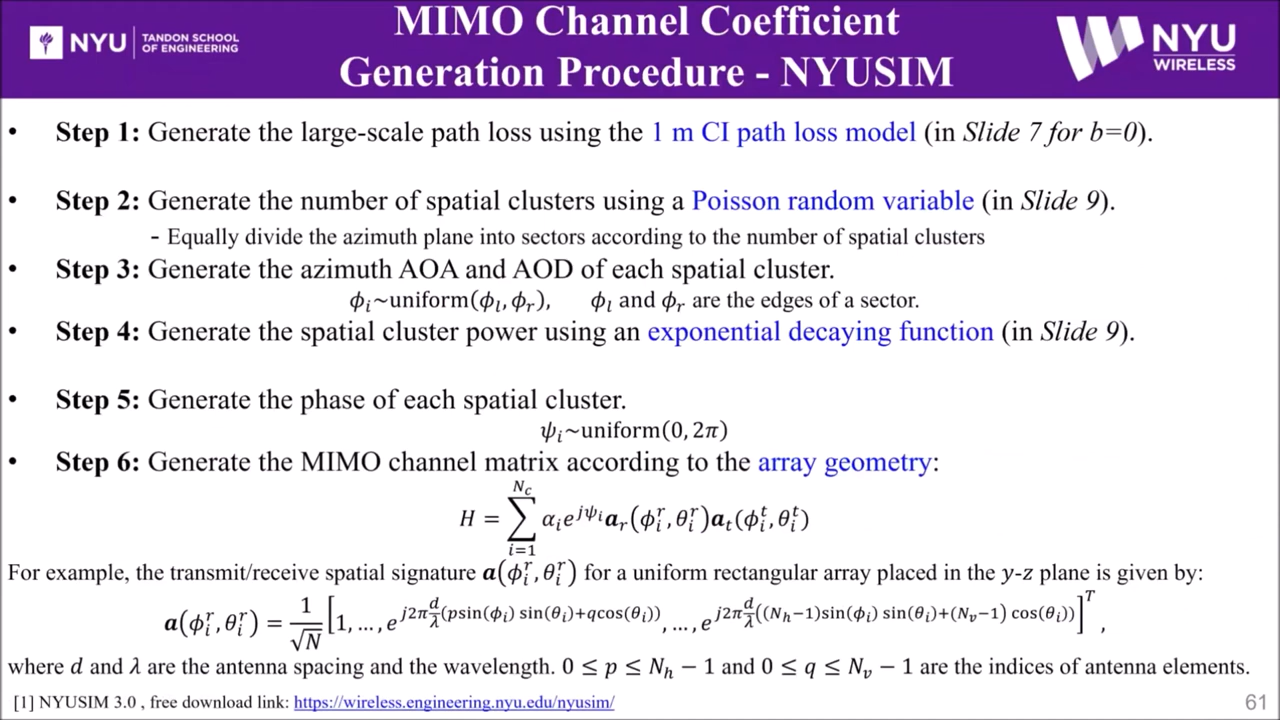 NYU TANDON SCHOOL OF ENGINEERING
MIMO Channel Coefficient
Generation Procedure - NYUSIM
NYU WIRELESS
• Step 1: Generate the large-scale path loss using the 1 m CI path loss model (in Slide 7 for b=0).
• Step 2: Generate the number of spatial clusters using a Poisson random variable (in Slide 9).
- Equally divide the azimuth plane into sectors according to the number of spatial clusters
• Step 3: Generate the azimuth AOA and AOD of each spatial cluster.
ϕ_i~uniform(ϕ_l, ϕ_r), ϕ_l and ϕ_r are the edges of a sector.
• Step 4: Generate the spatial cluster power using an exponential decaying function (in Slide 9).
• Step 5: Generate the phase of each spatial cluster.
ψ_i~uniform(0, 2π)
• Step 6: Generate the MIMO channel matrix according to the array geometry:
H = ∑_{i=1}^{N_c} α_i e^{jψ_i} a_r(ϕ_i^r, θ_i^r) a_t(ϕ_i^t, θ_i^t)
For example, the transmit/receive spatial signature a(ϕ_i^r, θ_i^r) for a uniform rectangular array placed in the y-z plane is given by:
a(ϕ_i^r, θ_i^r) = 1/√N [1, ..., e^{j2π d/λ (psin(ϕ_i) sin(θ_i)+qcos(θ_i))}, ..., e^{j2π d/λ ((N_h−1)sin(ϕ_i) sin(θ_i)+(N_v−1) cos(θ_i))}]^T,
where d and λ are the antenna spacing and the wavelength. 0 ≤ p ≤ N_h − 1 and 0 ≤ q ≤ N_v − 1 are the indices of antenna elements.
[1] NYUSIM 3.0 , free download link: https://wireless.engineering.nyu.edu/nyusim/
61